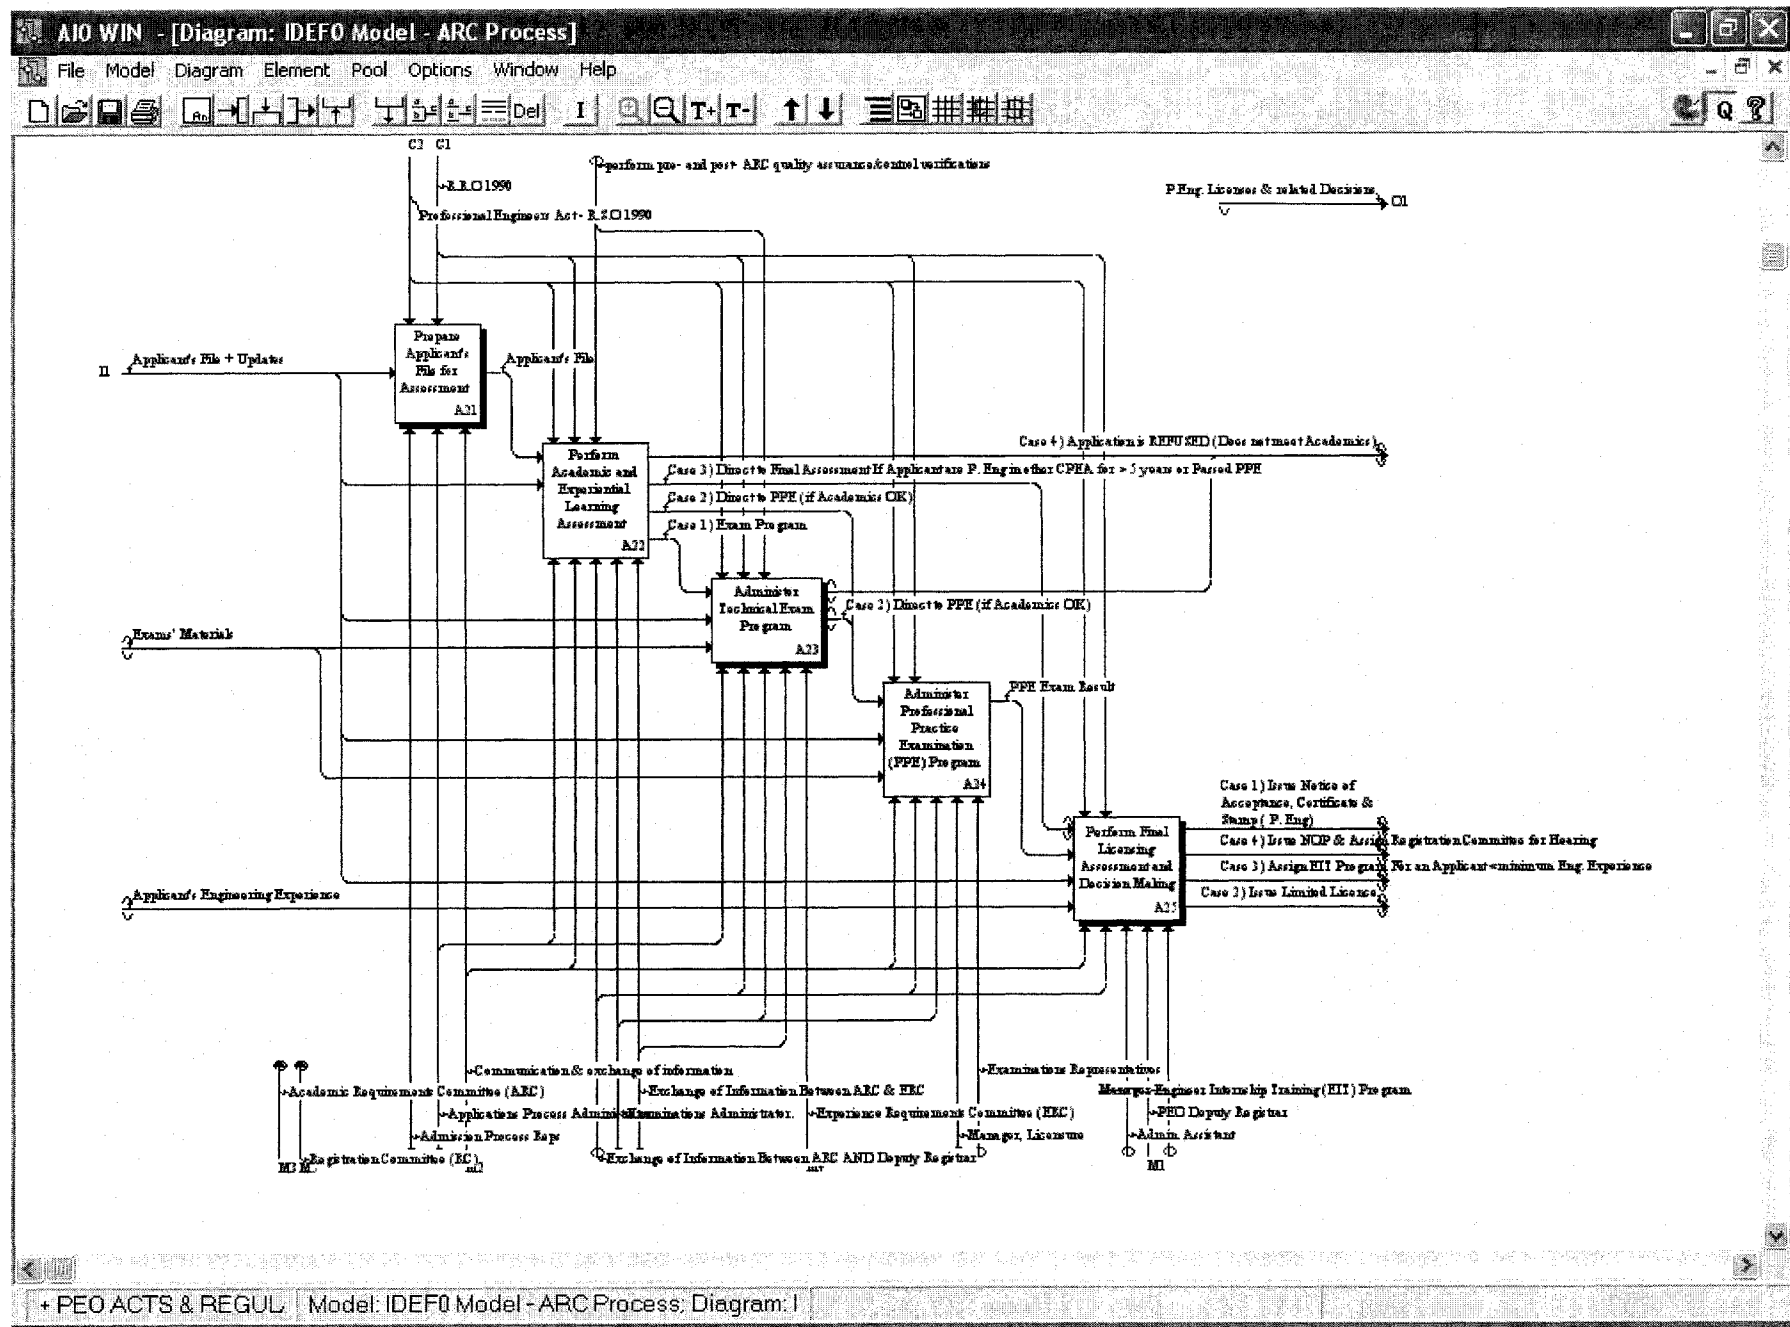 AI0 WIN - [Diagram: IDEF0 Model - ARC Process]
File Model Diagram Element Pool Options Window Help
Del I T+ T- Q ?
C2 C1
perform pre- and post- ARC quality assurance/control verifications
R.R.O 1990
P.Eng. Licenses & related Decisions
O1
Professional Engineers Act - R.S.O 1990
Prepare
Applicant's
File for
Assessment
A21
I1
Applicant's File + Updates
Applicant's File
Perform
Academic and
Experiential
Learning
Assessment
A22
Case 4) Application is REFUSED (Does not meet Academics)
Case 3) Direct to Final Assessment If Applicant are P. Eng in other CPEA for > 5 years or Passed PPE
Case 2) Direct to PPE (if Academics OK)
Case 1) Exam Program
Administer
Technical Exam
Program
A23
Case 2) Direct to PPE (if Academics OK)
Exams' Materials
Administer
Professional
Practice
Examination
(PPE) Program
A24
PPE Exam Result
Case 1) Issue Notice of
Acceptance, Certificate &
Stamp ( P. Eng)
Case 4) Issue NOP & Assign Registration Committee for Hearing
Case 3) Assign EIT Program For an Applicant <minimum Eng. Experience
Case 2) Issue Limited Licence
Perform Final
Licensing
Assessment and
Decision Making
A25
Applicant's Engineering Experience
Communication & exchange of information
Examinations Representatives
Academic Requirements Committee (ARC)
Exchange of Information Between ARC & ERC
Manager-Engineer Internship Training (EIT) Program
Applications Process
Examinations Administrator.
Experience Requirements Committee (ERC)
PEO Deputy Registrar
Admission Process Reps
Manager, Licensure
Admin Assistant
Registration Committee (RC)
Exchange of Information Between ARC AND Deputy Registrar
M3
M1
+ PEO ACTS & REGUL Model: IDEF0 Model - ARC Process; Diagram: I